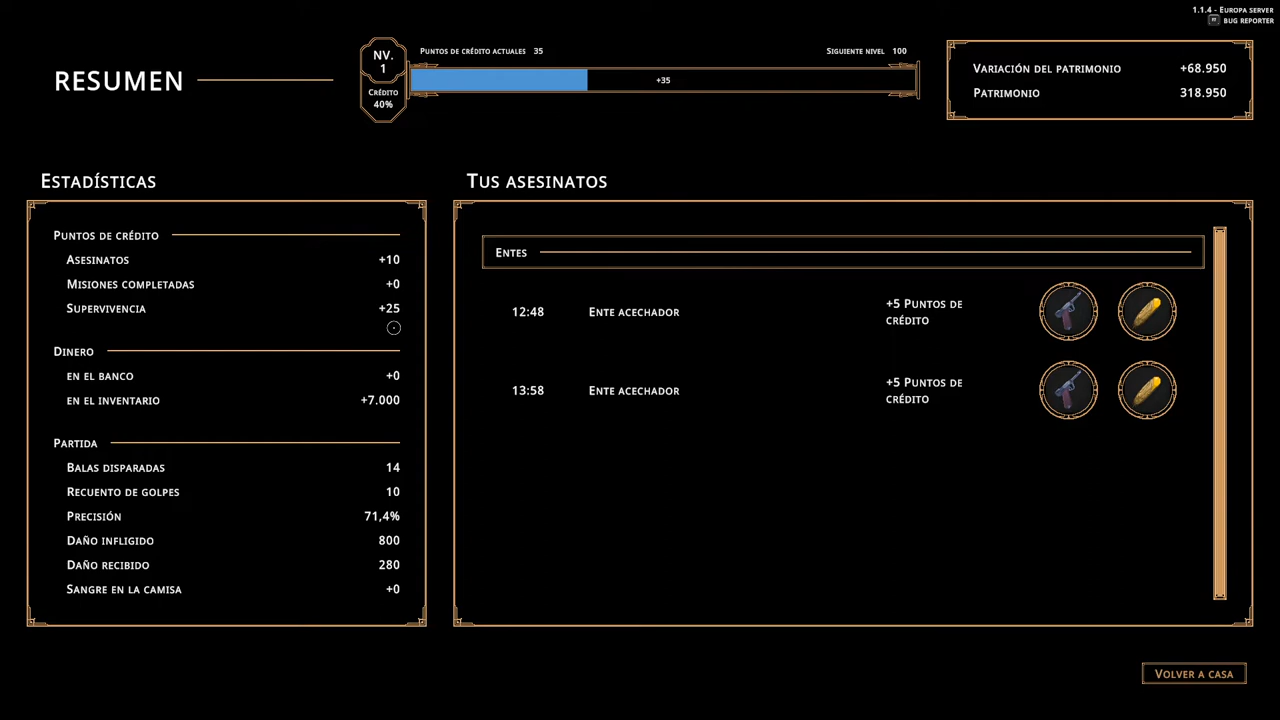 1.1.4 - Europa server
BUG REPORTER
RESUMEN
NV.
1
CRÉDITO
40%
PUNTOS DE CRÉDITO ACTUALES 35
SIGUIENTE NIVEL 100
+35
VARIACIÓN DEL PATRIMONIO +68.950
PATRIMONIO 318.950
ESTADÍSTICAS
PUNTOS DE CRÉDITO
ASESINATOS +10
MISIONES COMPLETADAS +0
SUPERVIVENCIA +25
DINERO
EN EL BANCO +0
EN EL INVENTARIO +7.000
PARTIDA
BALAS DISPARADAS 14
RECUENTO DE GOLPES 10
PRECISIÓN 71,4%
DAÑO INFLIGIDO 800
DAÑO RECIBIDO 280
SANGRE EN LA CAMISA +0
TUS ASESINATOS
ENTES
12:48 ENTE ACECHADOR +5 PUNTOS DE
CRÉDITO
13:58 ENTE ACECHADOR +5 PUNTOS DE
CRÉDITO
VOLVER A CASA